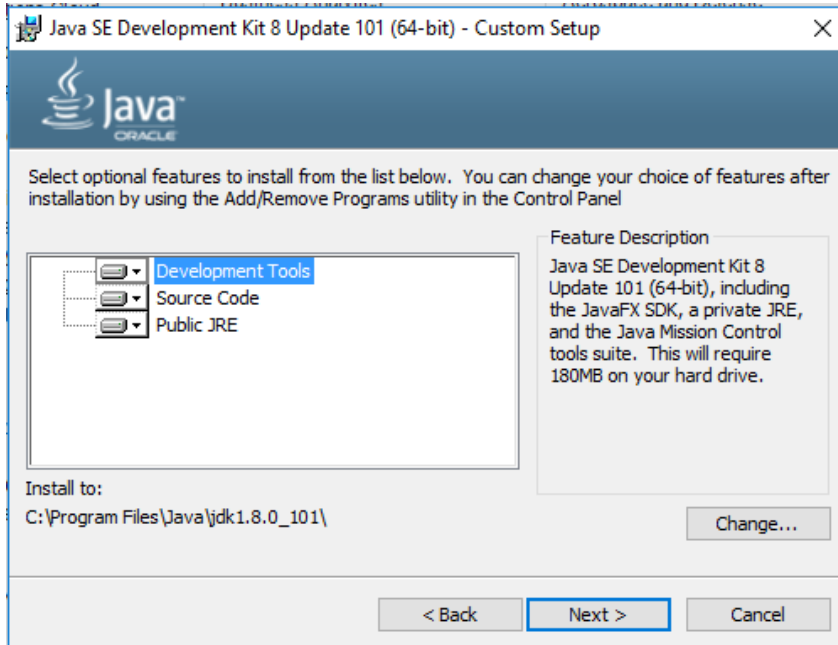 Java SE Development Kit 8 Update 101 (64-bit) - Custom Setup
Java™
ORACLE
Select optional features to install from the list below. You can change your choice of features after
installation by using the Add/Remove Programs utility in the Control Panel
Development Tools
Source Code
Public JRE
Feature Description
Java SE Development Kit 8
Update 101 (64-bit), including
the JavaFX SDK, a private JRE,
and the Java Mission Control
tools suite. This will require
180MB on your hard drive.
Install to:
C:\Program Files\Java\jdk1.8.0_101\
Change...
< Back
Next >
Cancel